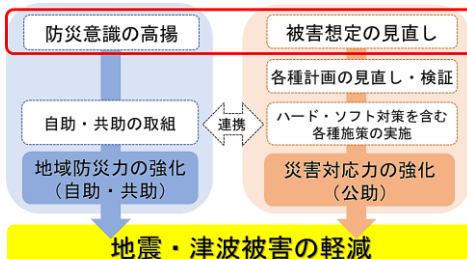 防災意識の高揚
被害想定の見直し
各種計画の見直し・検証
自助・共助の取組
連携
ハード・ソフト対策を含む
各種施策の実施
地域防災力の強化
（自助・共助）
災害対応力の強化
（公助）
地震・津波被害の軽減